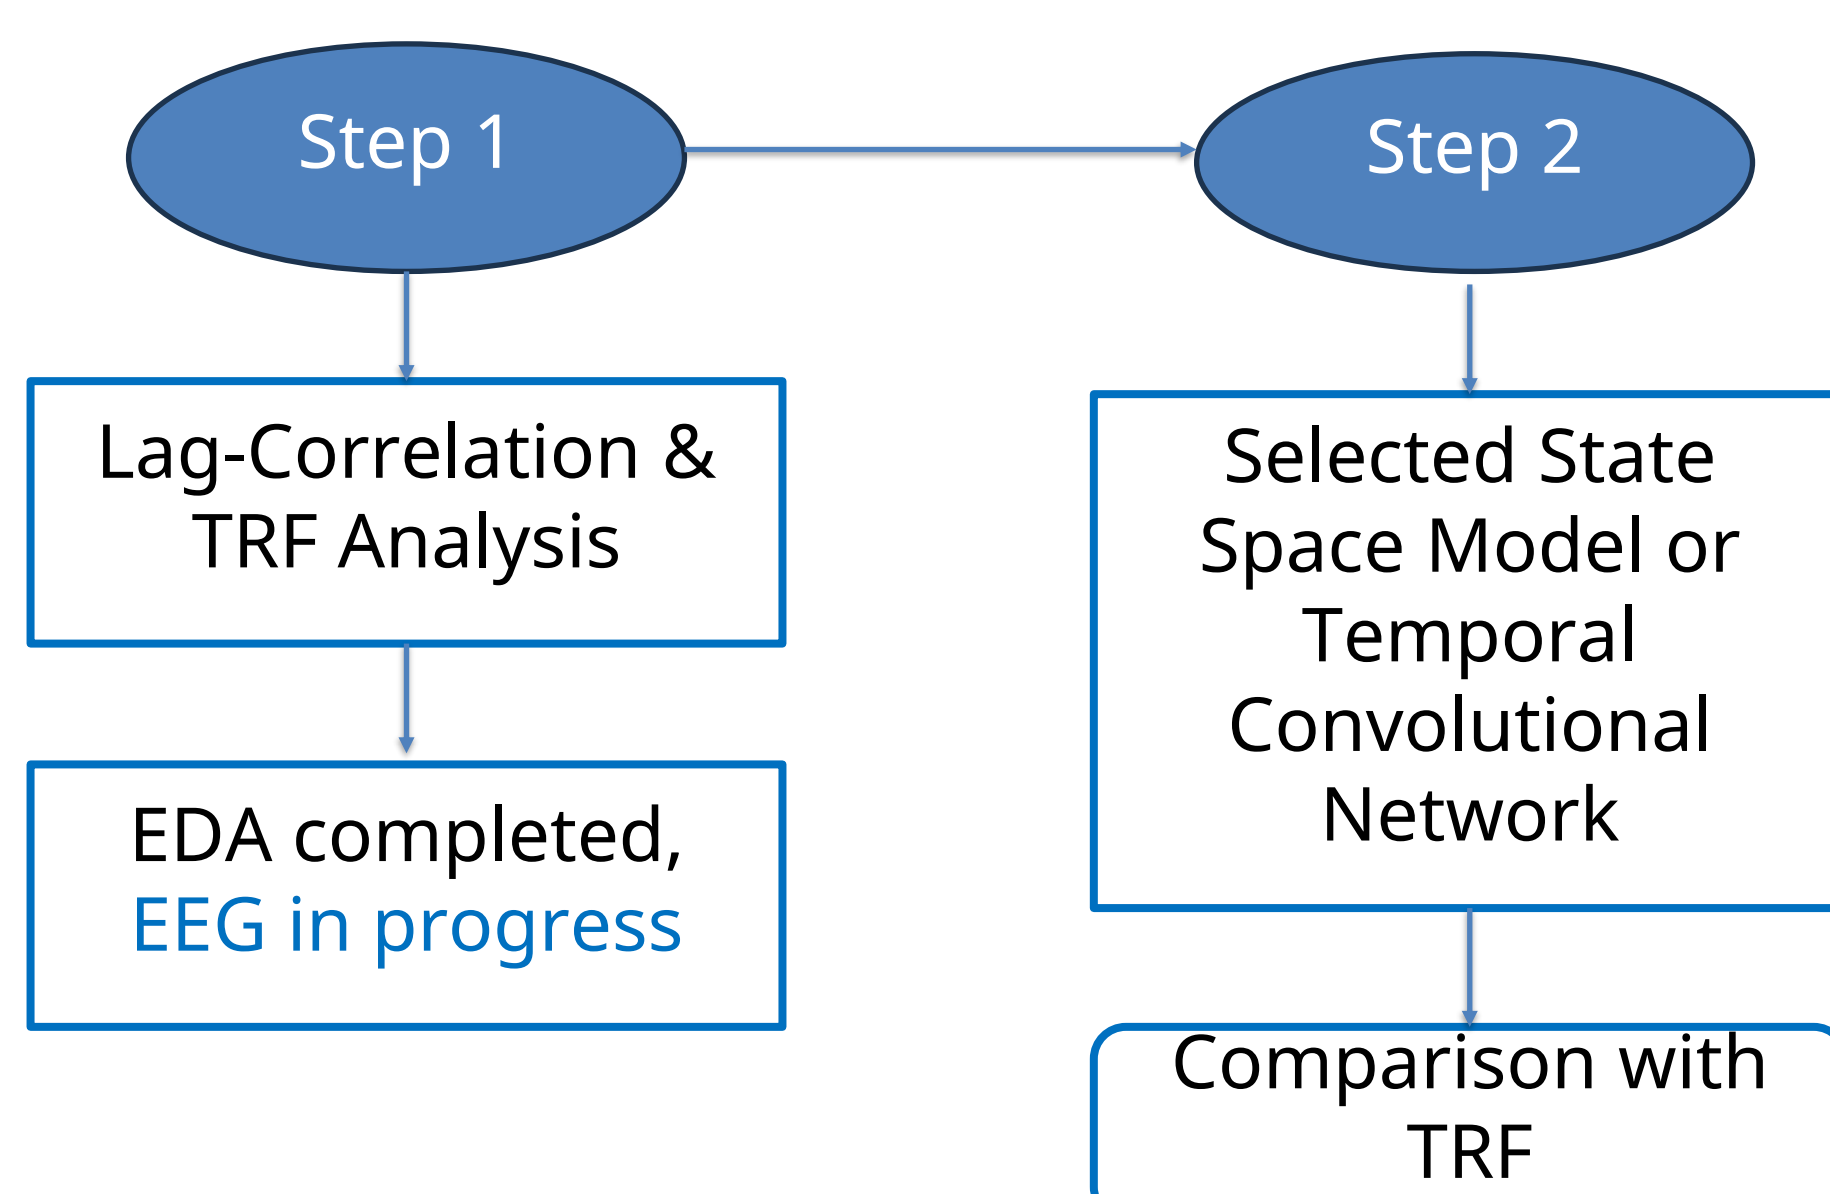 Step 1
Step 2
Lag-Correlation &
TRF Analysis
EDA completed,
EEG in progress
Selected State
Space Model or
Temporal
Convolutional
Network
Comparison with
TRF